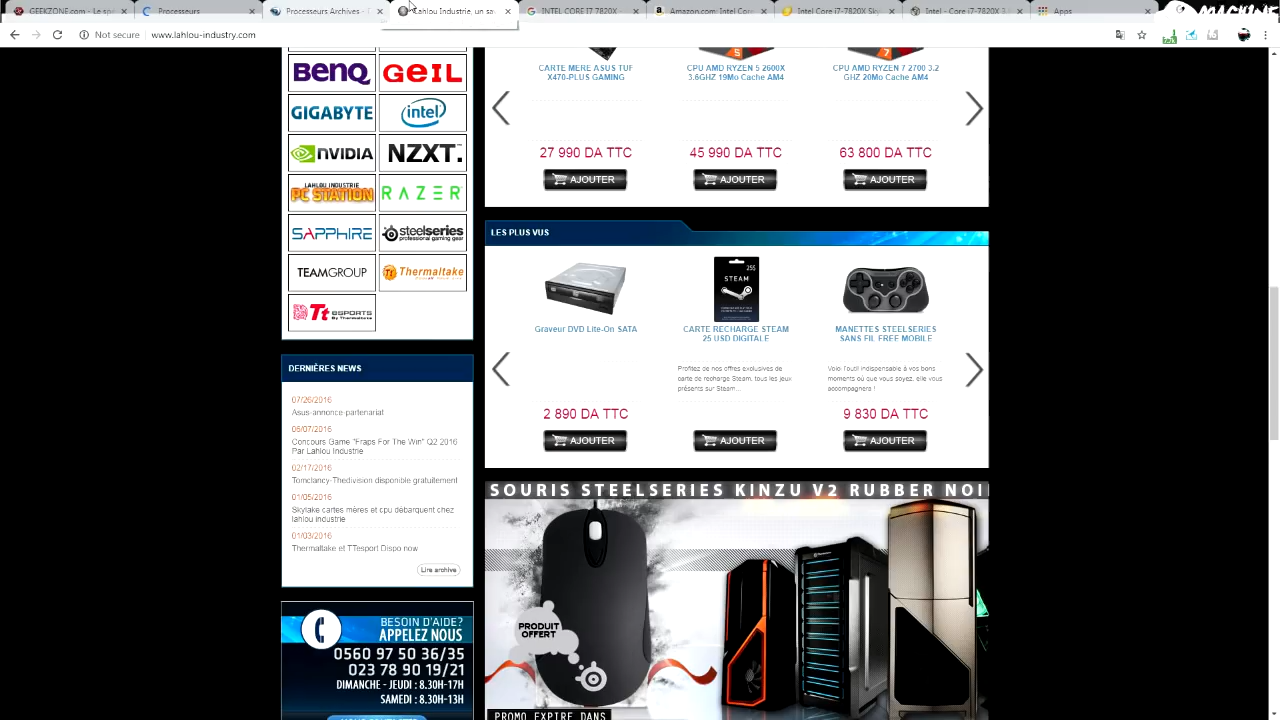 GEEKZONE.com - Le sp
Processeurs
Processeurs Archives - G
Lahlou Industrie, un sav
INTEL CORE I7 7820X
Amazon.com: Intel Core
Intel Core i7-7820X Sky
Intel - Core i7-7820X 3.
Apps
MACHINE
Not secure | www.lahlou-industry.com
BENQ GEIL
GIGABYTE intel
NVIDIA NZXT
LAHLOU INDUSTRIE
PC STATION RAZER
SAPPHIRE steelseries
professional gaming gear
TEAMGROUP Thermaltake
Tt ESPORTS
By Thermaltake
DERNIÈRES NEWS
07/26/2016
Asus-annonce-partenariat
06/07/2016
Concours Game "Fraps For The Win" Q2 2016
Par Lahlou Industrie
02/17/2016
Tomclancy-Thedivision disponible gratuitement
01/05/2016
Skylake cartes mères et cpu débarquent chez
lahlou industrie
01/03/2016
Thermaltake et TTesport Dispo now
Lire archive
BESOIN D'AIDE?
APPELEZ NOUS
0560 97 50 36/35
023 78 90 19/21
DIMANCHE - JEUDI : 8.30H-17H
SAMEDI : 8.30H-13H
CARTE MERE ASUS TUF
X470-PLUS GAMING
27 990 DA TTC
AJOUTER
CPU AMD RYZEN 5 2600X
3.6GHZ 19Mo Cache AM4
45 990 DA TTC
AJOUTER
CPU AMD RYZEN 7 2700 3.2
GHZ 20Mo Cache AM4
63 800 DA TTC
AJOUTER
LES PLUS VUS
Graveur DVD Lite-On SATA
2 890 DA TTC
AJOUTER
25$
STEAM
CARTE RECHARGE STEAM
25 USD DIGITALE
Profitez de nos offres exclusives de
carte de recharge Steam, tous les jeux
présents sur Steam...
AJOUTER
MANETTES STEELSERIES
SANS FIL FREE MOBILE
Voici l'outil indispensable à vos bons
moments où que vous soyez, elle vous
accompagnera !
9 830 DA TTC
AJOUTER
SOURIS STEELSERIES KINZU V2 RUBBER NOI
PRODUIT
OFFERT
PROMO EXPIRE DANS